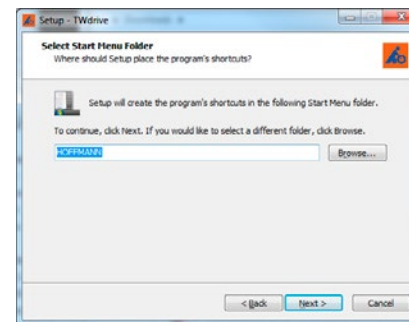 Setup - TWdrive
Select Start Menu Folder
Where should Setup place the program's shortcuts?
Setup will create the program's shortcuts in the following Start Menu folder.
To continue, click Next. If you would like to select a different folder, click Browse.
HOFFMANN
Browse...
< Back
Next >
Cancel